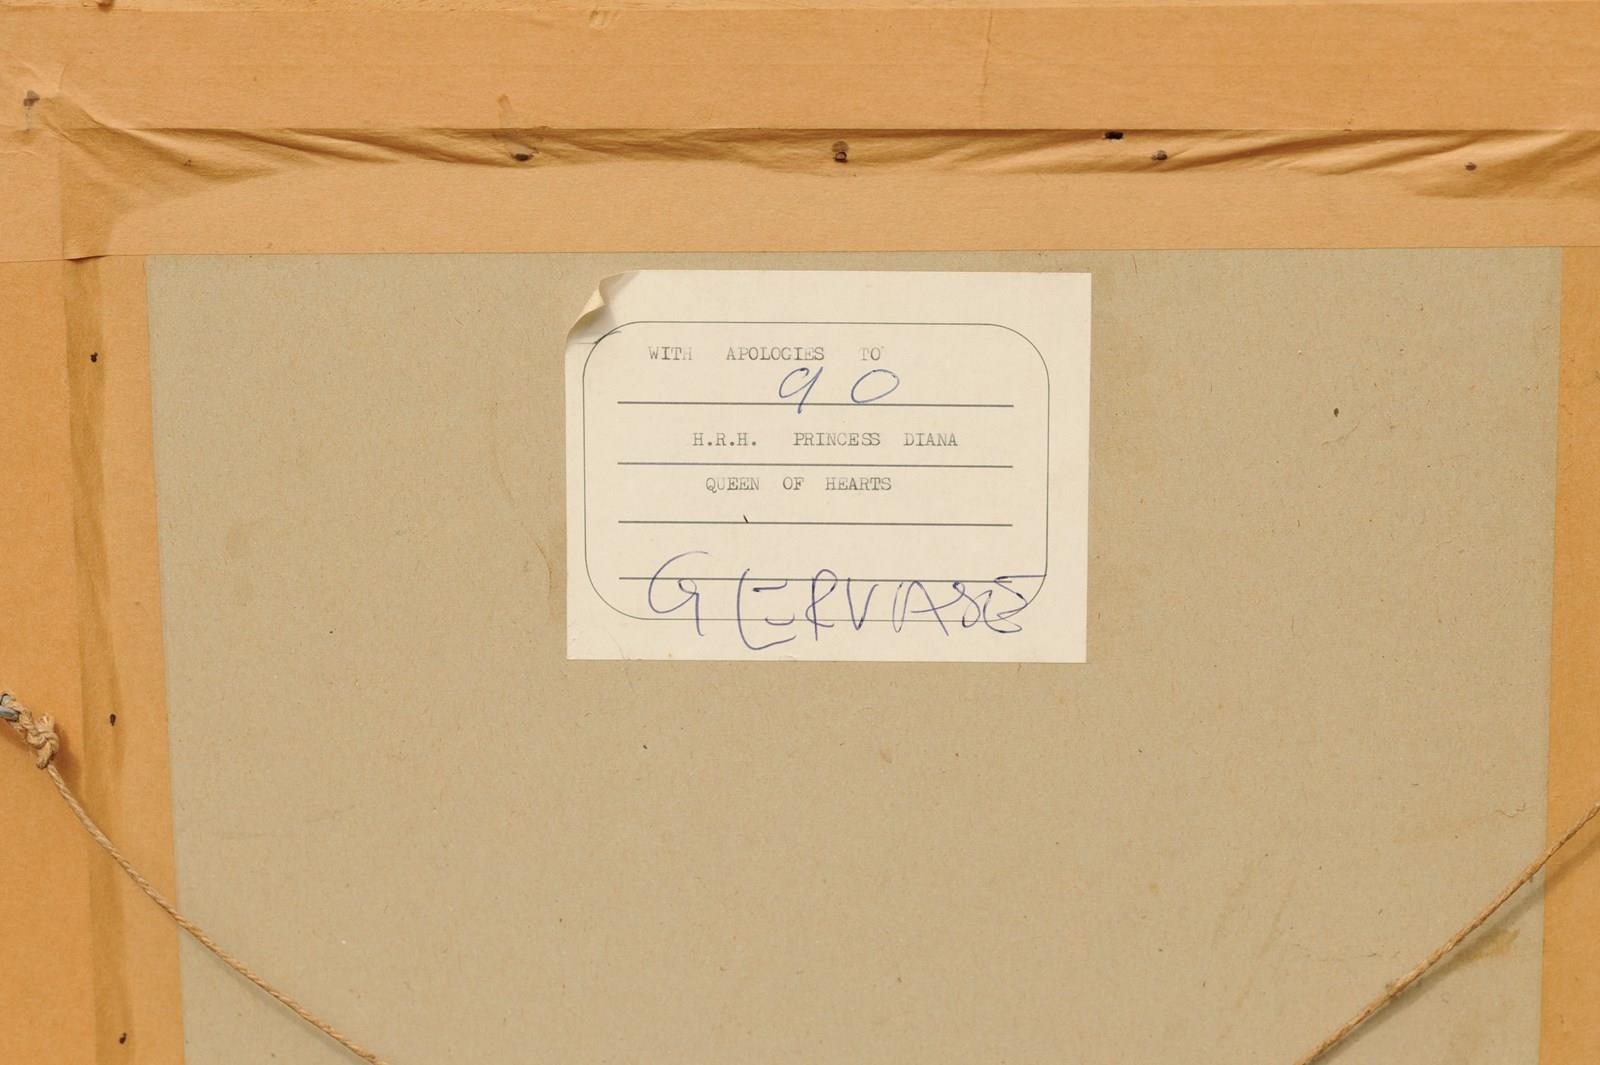 WITH APOLOGIES TO
90
H.R.H. PRINCESS DIANA
QUEEN OF HEARTS
GERVASE